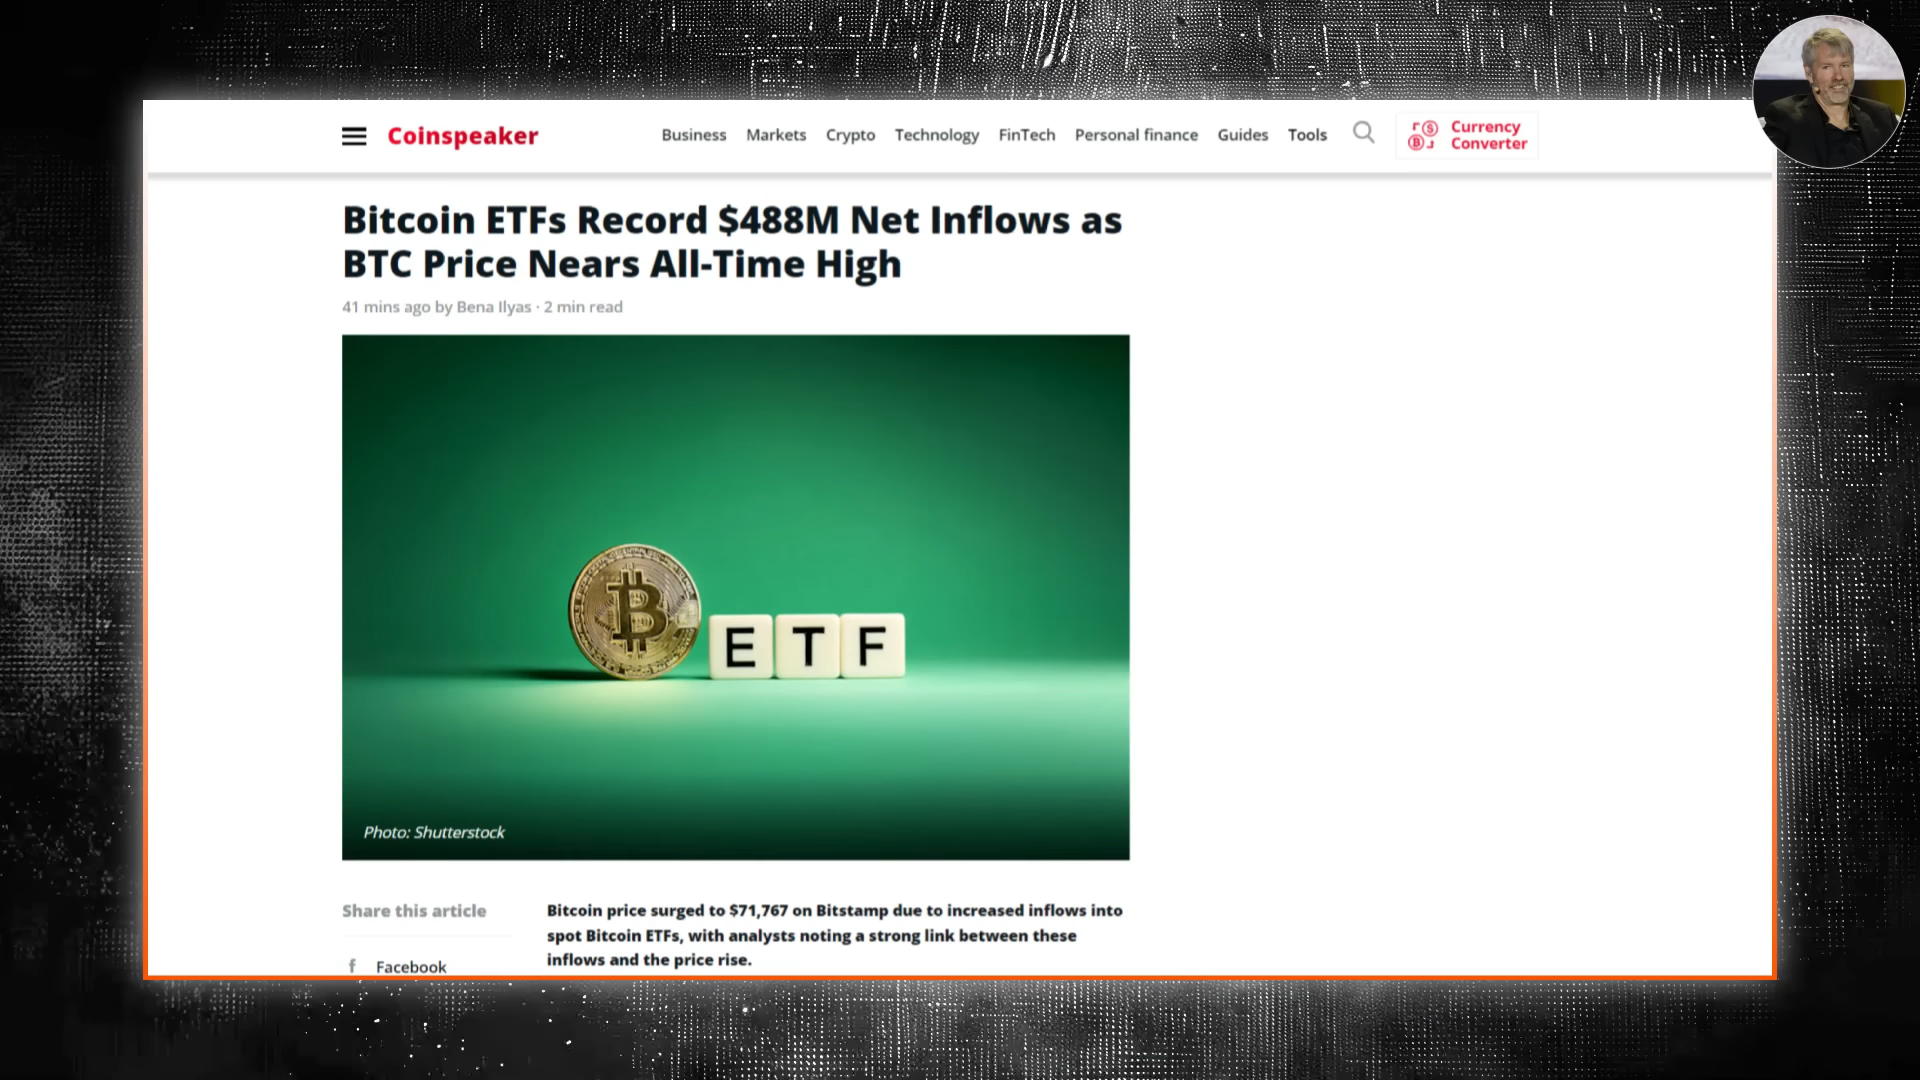 Coinspeaker
Business Markets Crypto Technology FinTech Personal finance Guides Tools
Currency
Converter
Bitcoin ETFs Record $488M Net Inflows as
BTC Price Nears All-Time High
41 mins ago by Bena Ilyas · 2 min read
E T F
Photo: Shutterstock
Share this article
Facebook
Bitcoin price surged to $71,767 on Bitstamp due to increased inflows into
spot Bitcoin ETFs, with analysts noting a strong link between these
inflows and the price rise.